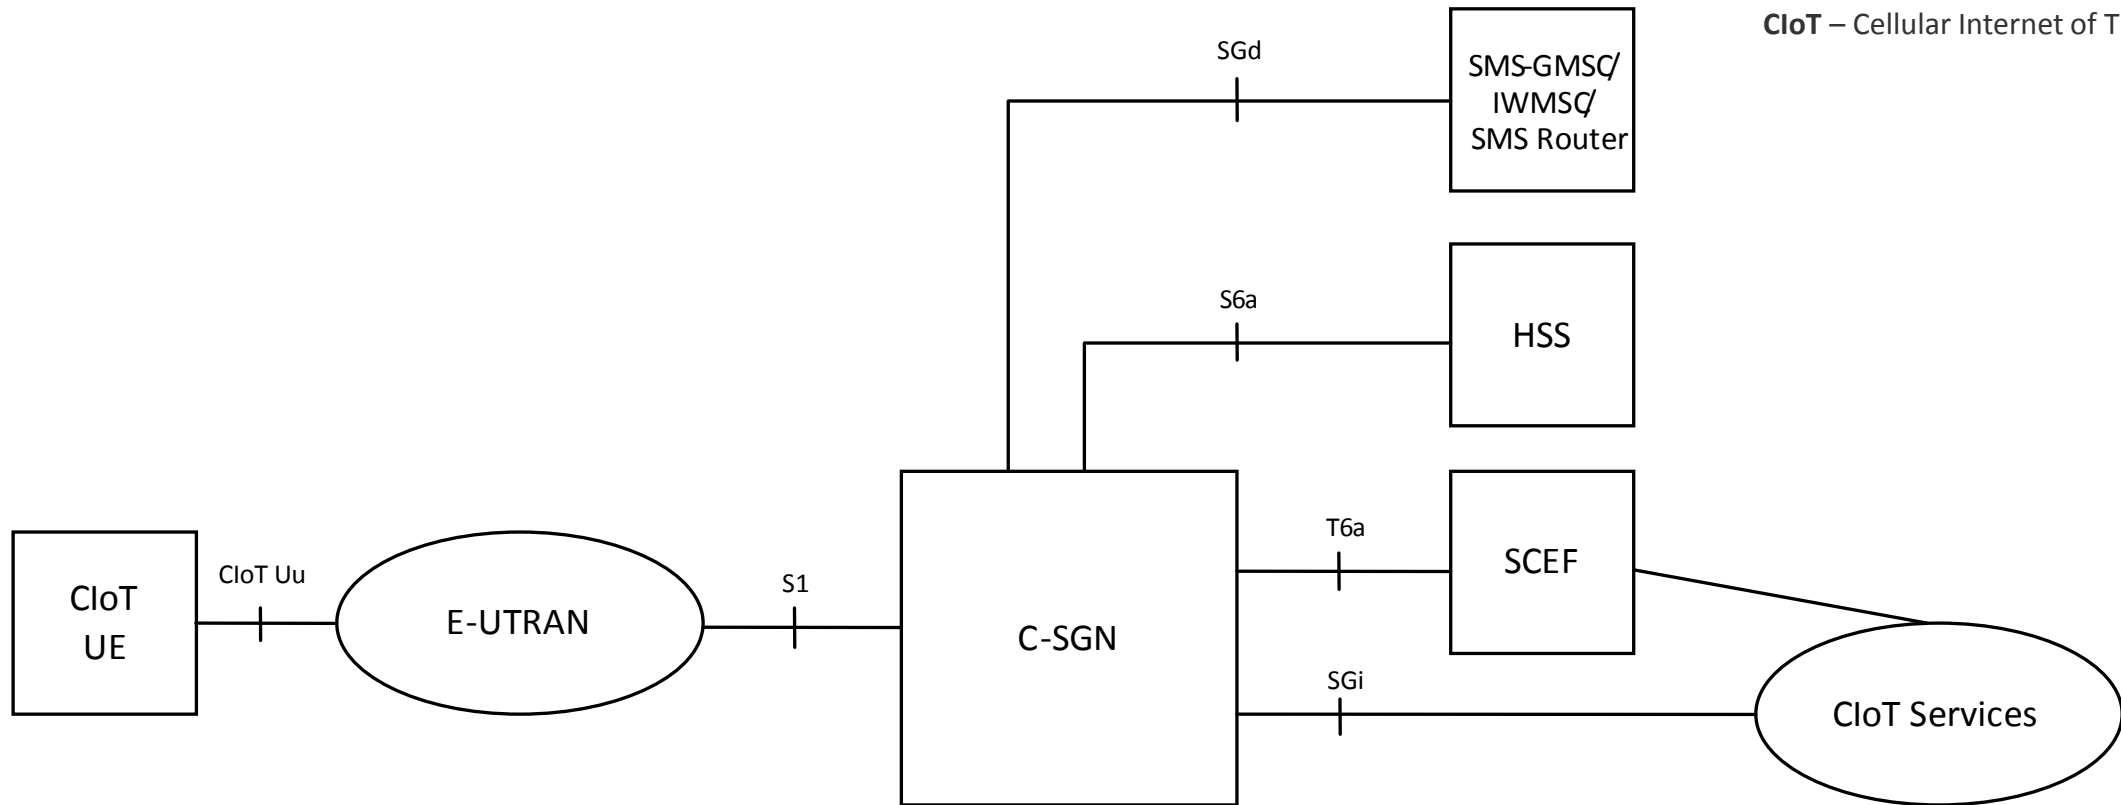 CIoT – Cellular Internet of T
SGd
SMS-GMSC/
IWMSC/
SMS Router
S6a
HSS
T6a
SCEF
CIoT
UE
CIoT Uu
E-UTRAN
S1
C-SGN
SGi
CIoT Services